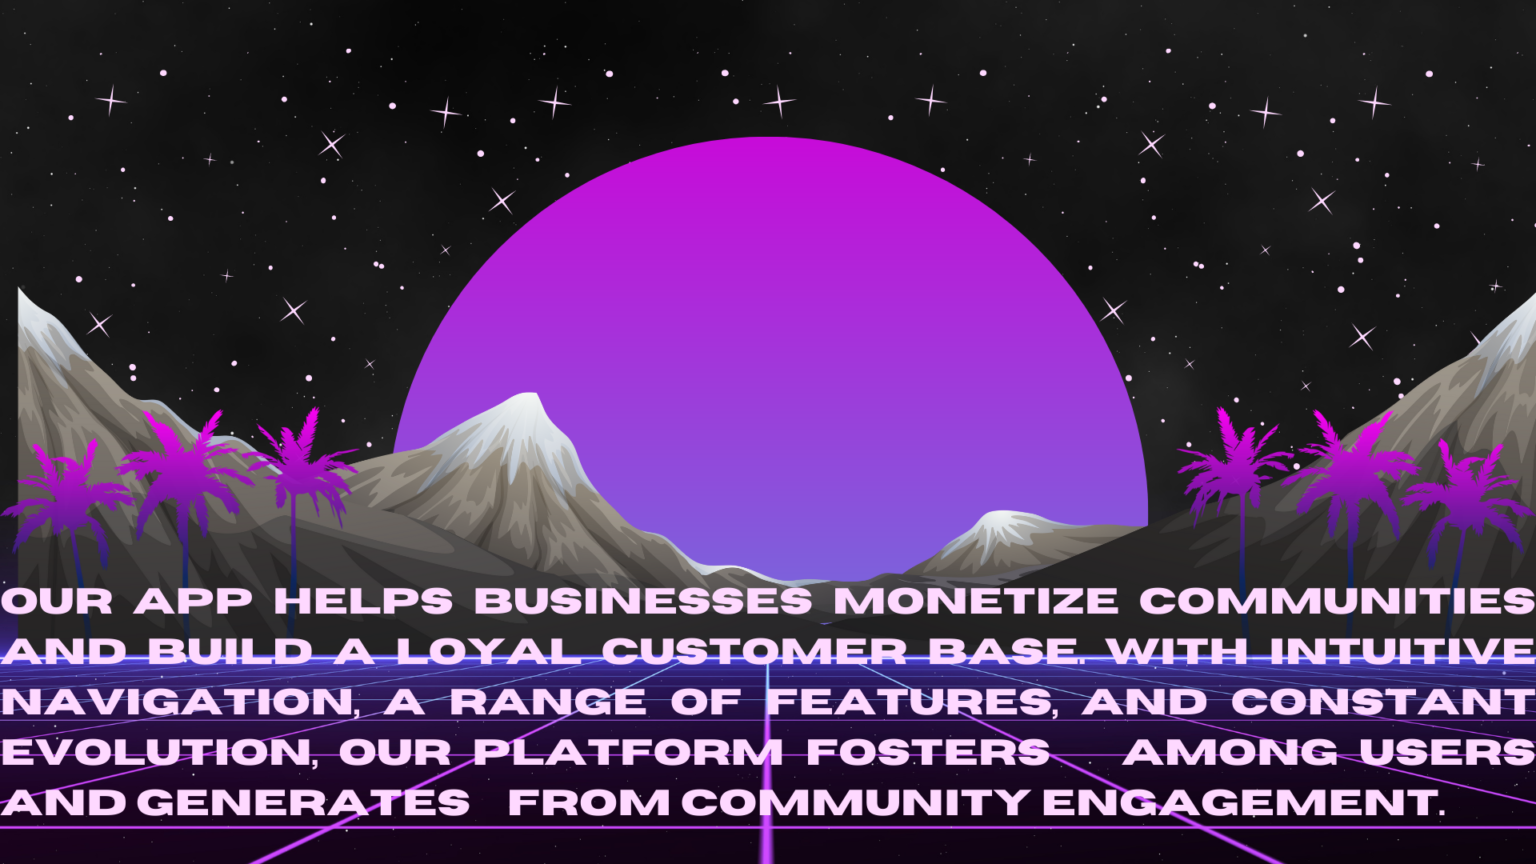 OUR APP HELPS BUSINESSES MONETIZE COMMUNITIES
AND BUILD A LOYAL CUSTOMER BASE. WITH INTUITIVE
NAVIGATION, A RANGE OF FEATURES, AND CONSTANT
EVOLUTION, OUR PLATFORM FOSTERS AMONG USERS
AND GENERATES FROM COMMUNITY ENGAGEMENT.